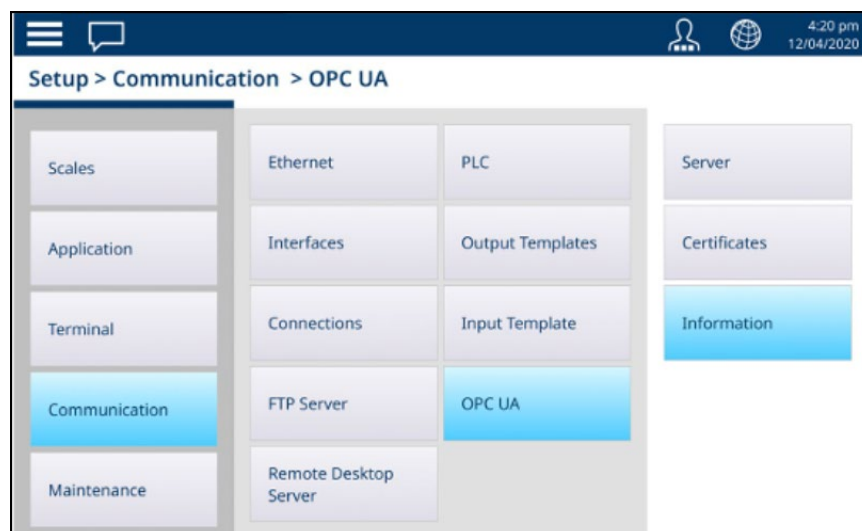 4:20 pm
12/04/2020
Setup > Communication > OPC UA
Scales
Application
Terminal
Communication
Maintenance
Ethernet
PLC
Interfaces
Output Templates
Connections
Input Template
FTP Server
OPC UA
Remote Desktop
Server
Server
Certificates
Information